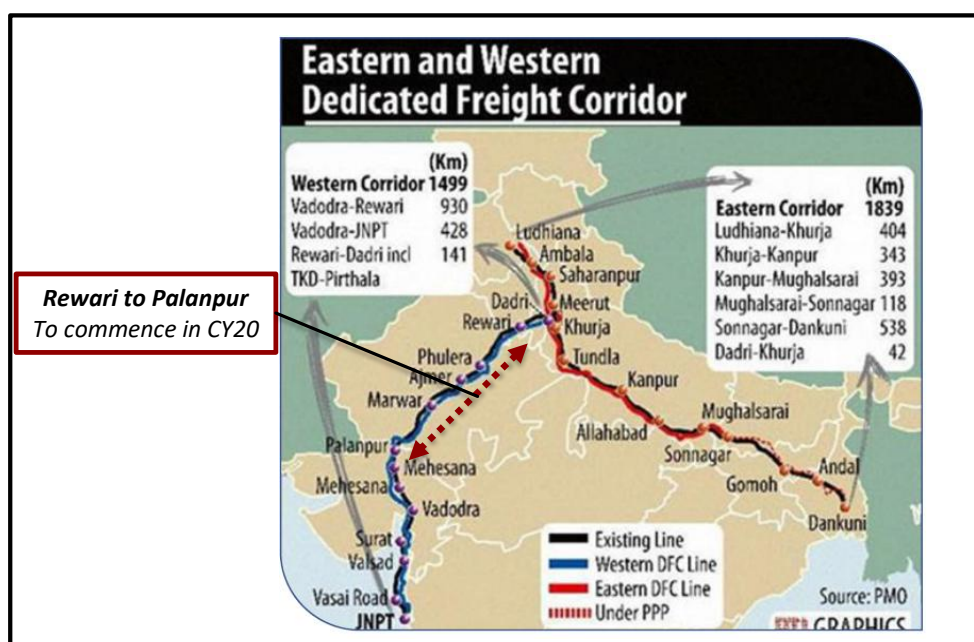 Eastern and Western
Dedicated Freight Corridor
(Km)
Western Corridor 1499
Vadodra-Rewari 930
Vadodra-JNPT 428
Rewari-Dadri incl 141
TKD-Pirthala
(Km)
Eastern Corridor 1839
Ludhiana-Khurja 404
Khurja-Kanpur 343
Kanpur-Mughalsarai 393
Mughalsarai-Sonnagar 118
Sonnagar-Dankuni 538
Dadri-Khurja 42
Rewari to Palanpur
To commence in CY20
Ludhiana
Ambala
Saharanpur
Meerut
Dadri
Rewari
Khurja
Tundla
Phulera
Ajmer
Kanpur
Marwar
Mughalsarai
Allahabad
Palanpur
Sonnagar
Mehesana
Andal
Mehesana
Gomoh
Vadodra
Dankuni
Surat
Valsad
Vasai Road
JNPT
Existing Line
Western DFC Line
Eastern DFC Line
Under PPP
Source: PMO
GRAPHICS